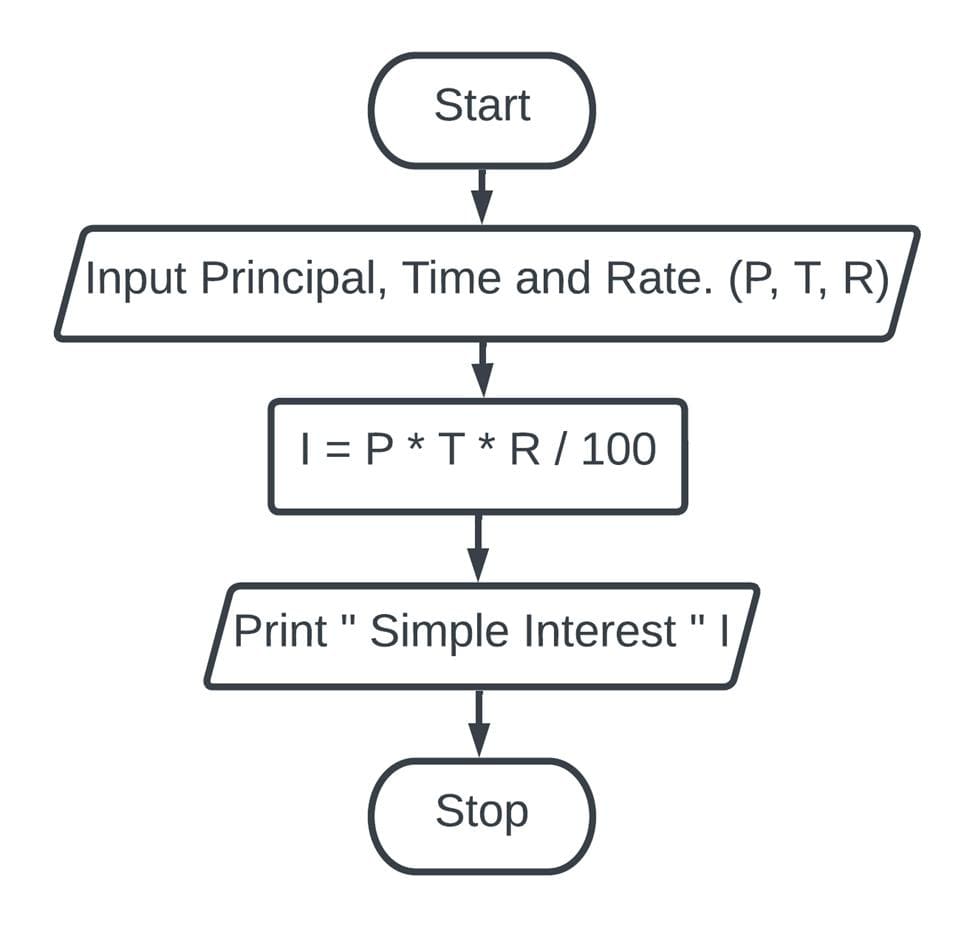 Start
Input Principal, Time and Rate. (P, T, R)
I = P * T * R / 100
Print " Simple Interest " I
Stop